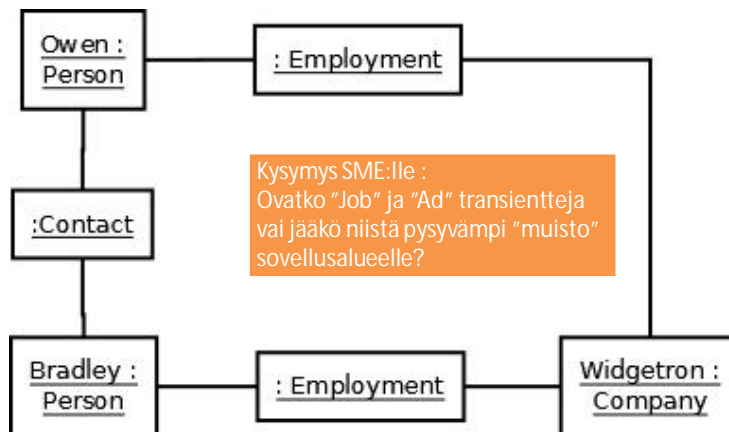 Owen :
Person
: Employment
Kysymys SME:lle :
Ovatko ”Job” ja ”Ad” transientteja
vai jääkö niistä pysyvämpi ”muisto”
sovellusalueelle?
:Contact
Bradley :
Person
: Employment
Widgetron :
Company